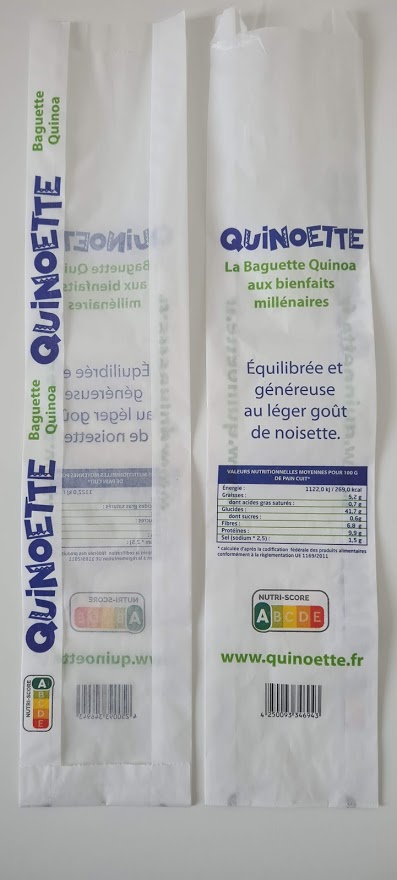 Baguette
Quinoa
QUiNOETTE
Baguette
Quinoa
QUiNOETTE
NUTRI-SCORE
A
B
C
D
E
QUiNOETTE
La Baguette Quinoa
aux bienfaits
millénaires
Équilibrée et
généreuse
au léger goût
de noisette.
VALEURS NUTRITIONNELLES MOYENNES POUR 100 G
DE PAIN CUIT*
Énergie : 1122,0 kJ / 269,0 kcal
Graisses : 5,2 g
dont acides gras saturés : 0,7 g
Glucides : 41,7 g
dont sucres : 0,6g
Fibres : 6,8 g
Protéines : 9,9 g
Sel (sodium * 2,5) : 1,5 g
* calculée d'après la codification fédérale des produits alimentaires
conformément à la réglementation UE 1169/2011
NUTRI-SCORE
A B C D E
www.quinoette.fr
4 250093 346943